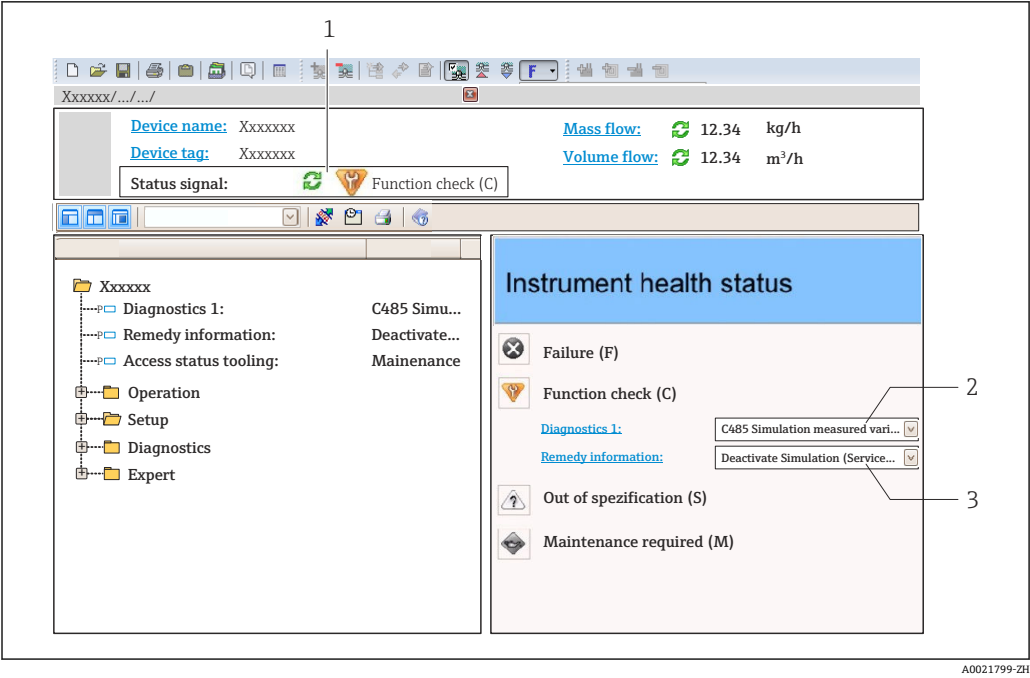 1
F
Xxxxxx/.../.../
Device name: Xxxxxxx
Mass flow: 12.34 kg/h
Device tag: Xxxxxxx
Volume flow: 12.34 m³/h
Status signal: Function check (C)
Xxxxxx
P Diagnostics 1: C485 Simu...
P Remedy information: Deactivate...
P Access status tooling: Mainenance
Operation
Setup
Diagnostics
Expert
Instrument health status
Failure (F)
Function check (C)
2
Diagnostics 1: C485 Simulation measured vari...
Remedy information: Deactivate Simulation (Service...
Out of spezification (S)
3
Maintenance required (M)
A0021799-ZH